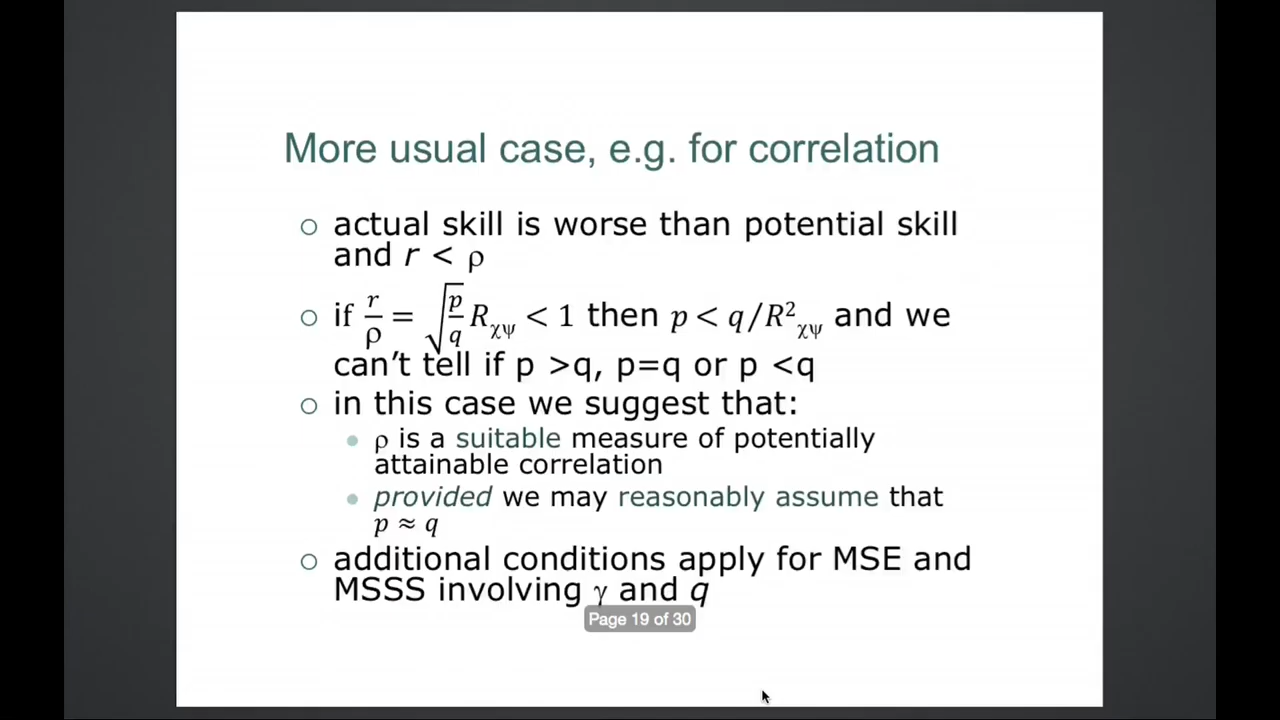 More usual case, e.g. for correlation
○ actual skill is worse than potential skill
and r < ρ
○ if r/ρ = √(p/q) R_χψ < 1 then p < q/R²_χψ and we
can't tell if p >q, p=q or p <q
○ in this case we suggest that:
• ρ is a suitable measure of potentially
attainable correlation
• provided we may reasonably assume that
p ≈ q
○ additional conditions apply for MSE and
MSSS involving γ and q
Page 19 of 30